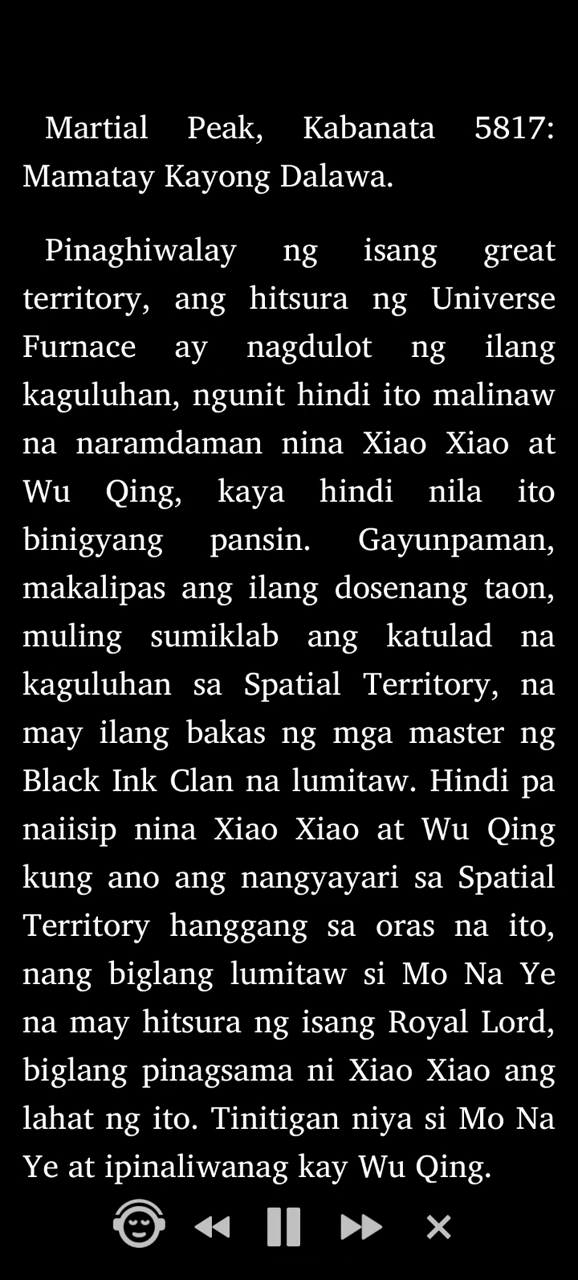 Martial Peak, Kabanata 5817:
Mamatay Kayong Dalawa.
Pinaghiwalay ng isang great
territory, ang hitsura ng Universe
Furnace ay nagdulot ng ilang
kaguluhan, ngunit hindi ito malinaw
na naramdaman nina Xiao Xiao at
Wu Qing, kaya hindi nila ito
binigyang pansin. Gayunpaman,
makalipas ang ilang dosenang taon,
muling sumiklab ang katulad na
kaguluhan sa Spatial Territory, na
may ilang bakas ng mga master ng
Black Ink Clan na lumitaw. Hindi pa
naiisip nina Xiao Xiao at Wu Qing
kung ano ang nangyayari sa Spatial
Territory hanggang sa oras na ito,
nang biglang lumitaw si Mo Na Ye
na may hitsura ng isang Royal Lord,
biglang pinagsama ni Xiao Xiao ang
lahat ng ito. Tinitigan niya si Mo Na
Ye at ipinaliwanag kay Wu Qing.